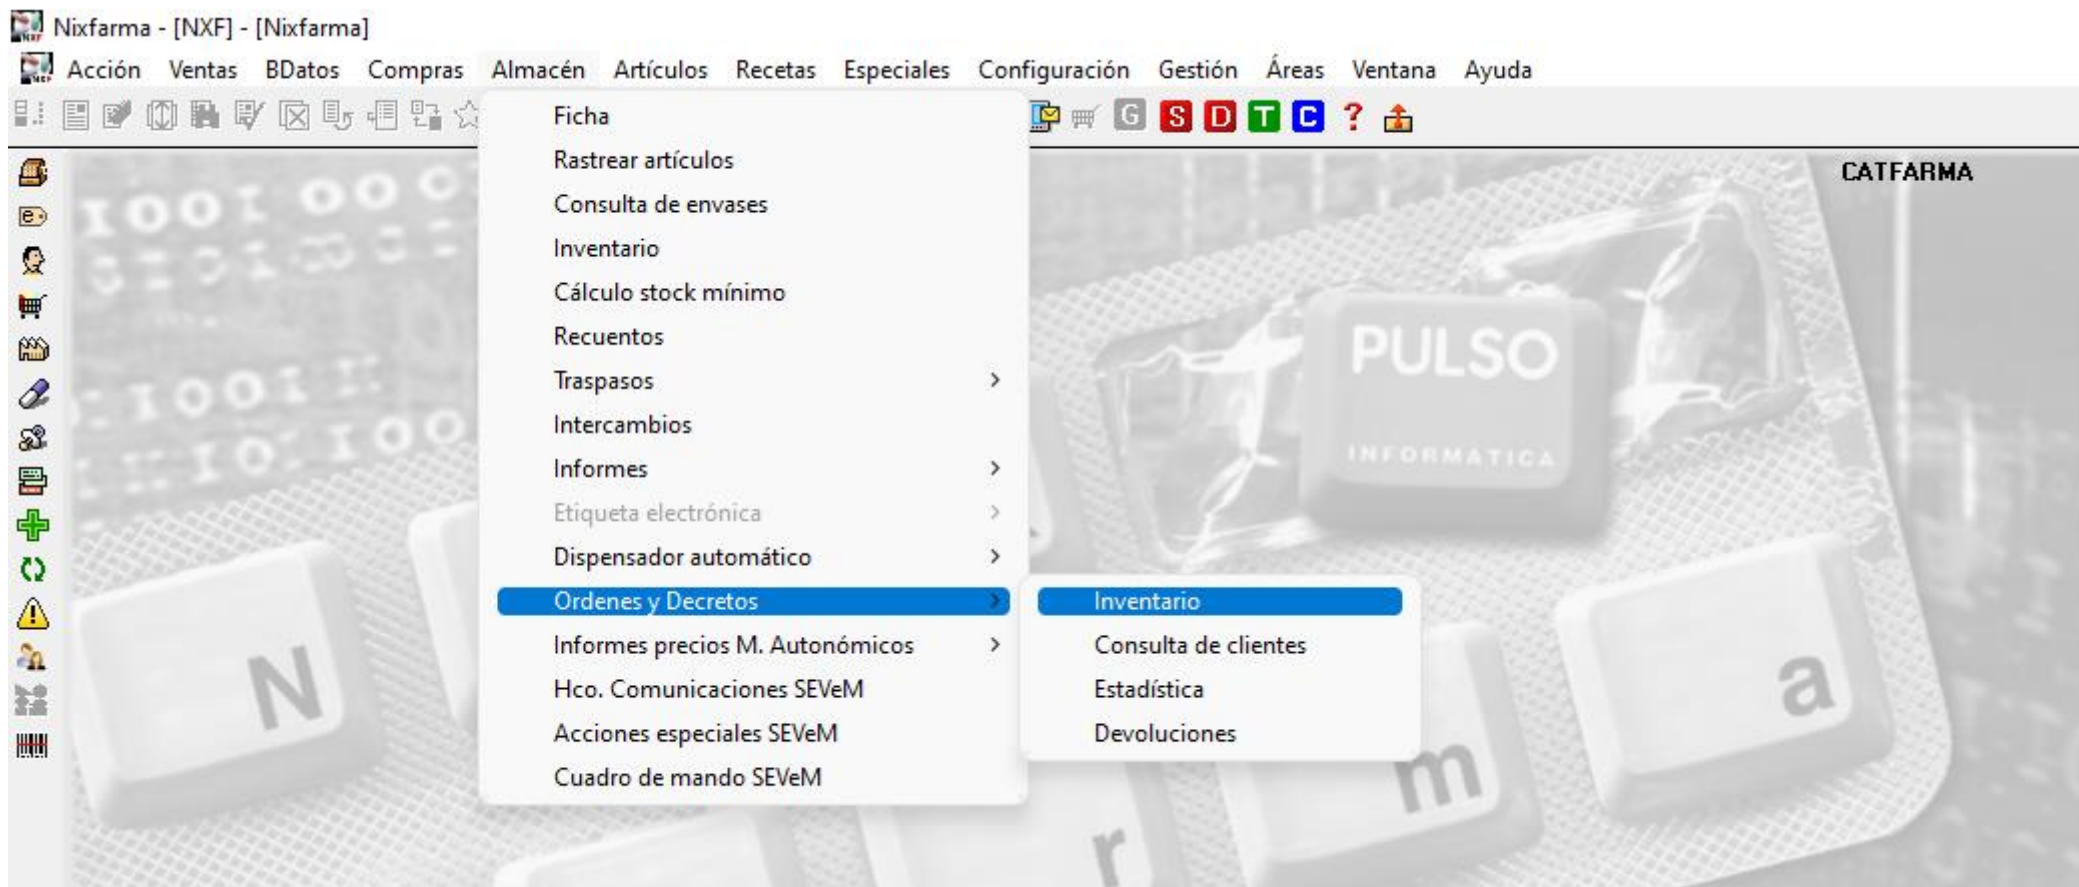 Nixfarma - [NXF] - [Nixfarma]
Acción Ventas BDatos Compras Almacén Artículos Recetas Especiales Configuración Gestión Áreas Ventana Ayuda
G S D T C ?
CATFARMA
Ficha
Rastrear artículos
Consulta de envases
Inventario
Cálculo stock mínimo
Recuentos
Traspasos
Intercambios
Informes
Etiqueta electrónica
Dispensador automático
Ordenes y Decretos
Informes precios M. Autonómicos
Hco. Comunicaciones SEVeM
Acciones especiales SEVeM
Cuadro de mando SEVeM
Inventario
Consulta de clientes
Estadística
Devoluciones
PULSO
INFORMATICA
N
r
m
a